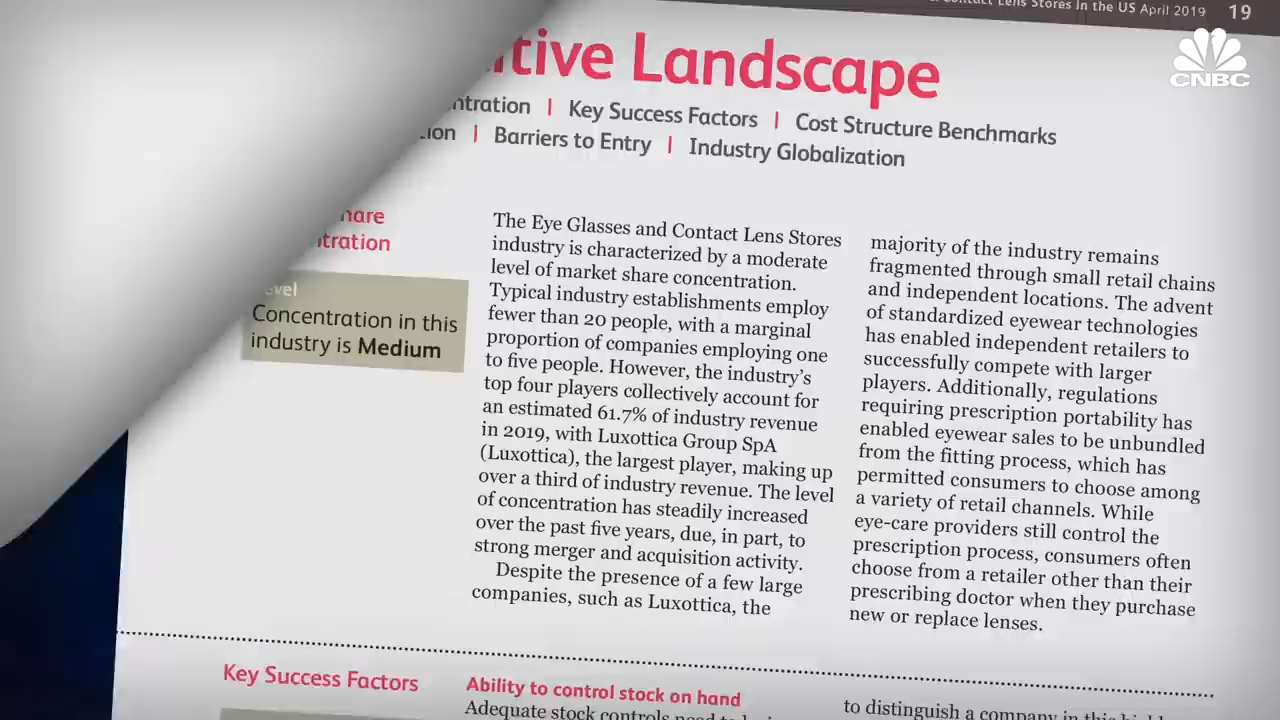 Contact Lens Stores in the US April 2019 19
CNBC
Landscape
Key Success Factors | Cost Structure Benchmarks
Barriers to Entry | Industry Globalization
The Eye Glasses and Contact Lens Stores
industry is characterized by a moderate
level of market share concentration.
Typical industry establishments employ
fewer than 20 people, with a marginal
proportion of companies employing one
to five people. However, the industry's
top four players collectively account for
an estimated 61.7% of industry revenue
in 2019, with Luxottica Group SpA
(Luxottica), the largest player, making up
over a third of industry revenue. The level
of concentration has steadily increased
over the past five years, due, in part, to
strong merger and acquisition activity.
Despite the presence of a few large
companies, such as Luxottica, the
majority of the industry remains
fragmented through small retail chains
and independent locations. The advent
of standardized eyewear technologies
has enabled independent retailers to
successfully compete with larger
players. Additionally, regulations
requiring prescription portability has
enabled eyewear sales to be unbundled
from the fitting process, which has
permitted consumers to choose among
a variety of retail channels. While
eye-care providers still control the
prescription process, consumers often
choose from a retailer other than their
prescribing doctor when they purchase
new or replace lenses.
Concentration in this
industry is Medium
Key Success Factors
Ability to control stock on hand
Adequate stock controls need
to distinguish a company in this